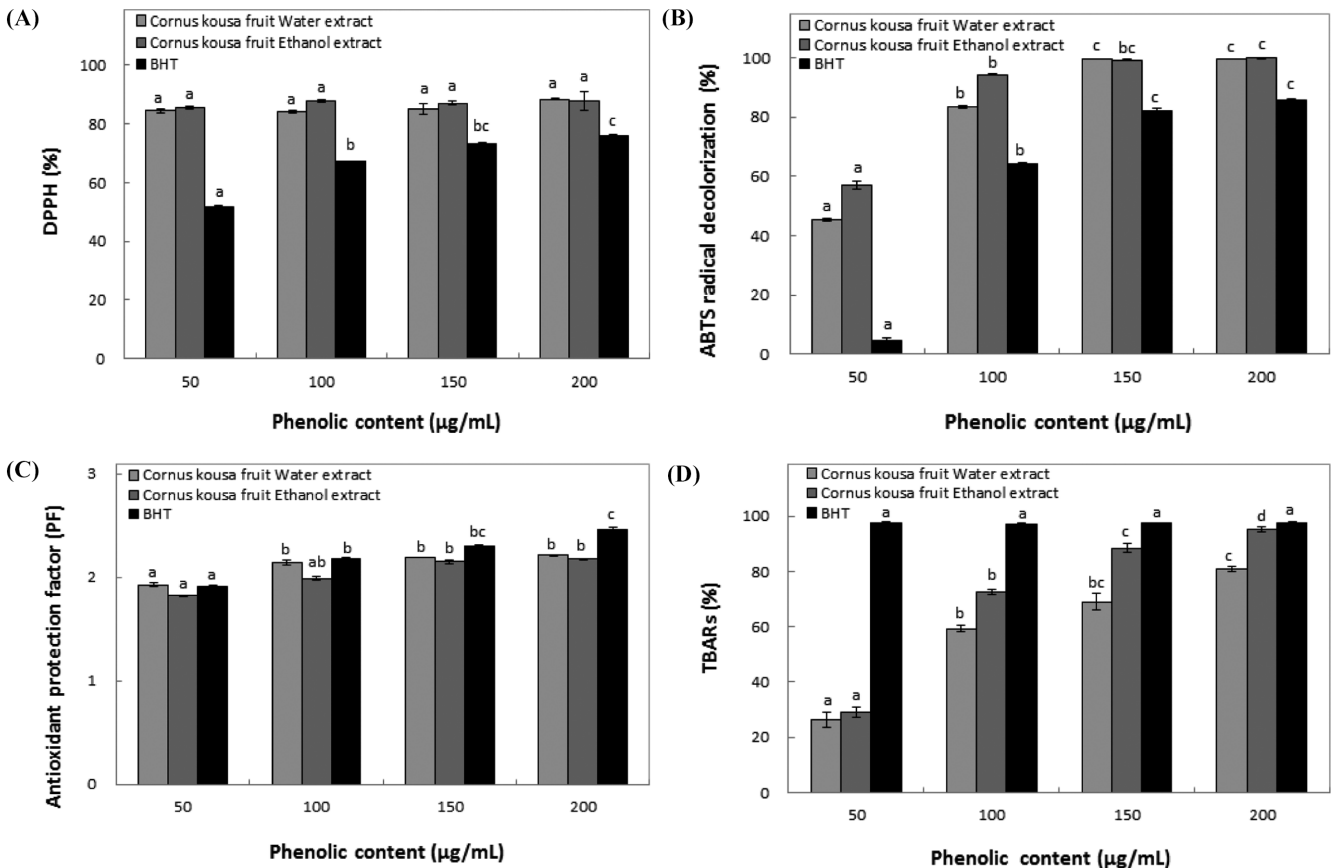 (A)
Cornus kousa fruit Water extract
Cornus kousa fruit Ethanol extract
BHT
100
80
60
40
20
0
DPPH (%)
a a a
a a b
a a bc
a a c
50 100 150 200
Phenolic content (µg/mL)
(B)
Cornus kousa fruit Water extract
Cornus kousa fruit Ethanol extract
BHT
100
80
60
40
20
0
ABTS radical decolorization (%)
a a a
b b b
c bc c
c c c
50 100 150 200
Phenolic content (µg/mL)
(C)
Cornus kousa fruit Water extract
Cornus kousa fruit Ethanol extract
BHT
3
2
1
0
Antioxidant protection factor (PF)
a a a
b ab b
b b bc
b b c
50 100 150 200
Phenolic content (µg/mL)
(D)
Cornus kousa fruit Water extract
Cornus kousa fruit Ethanol extract
BHT
100
80
60
40
20
0
TBARs (%)
a a a
b b a
bc c a
c d a
50 100 150 200
Phenolic content (µg/mL)